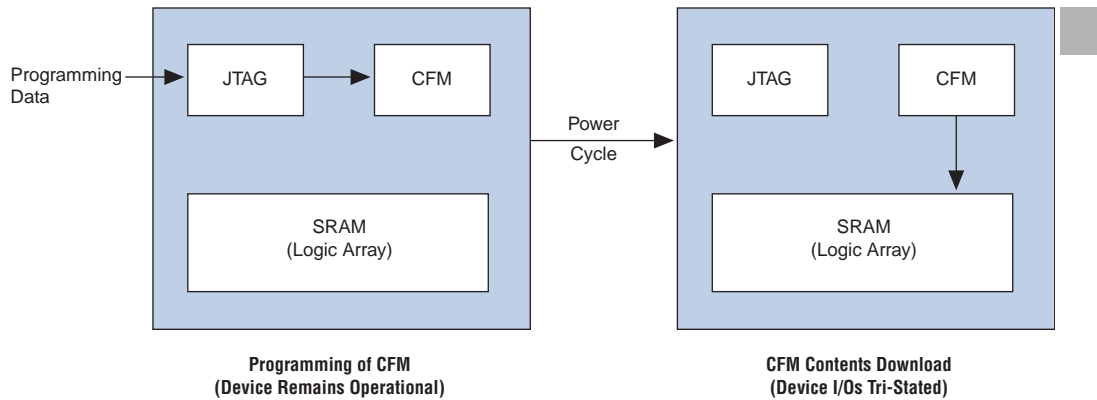 Programming
Data
JTAG
CFM
SRAM
(Logic Array)
Programming of CFM
(Device Remains Operational)
Power
Cycle
JTAG
CFM
SRAM
(Logic Array)
CFM Contents Download
(Device I/Os Tri-Stated)